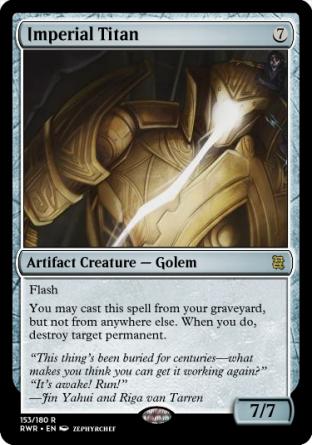 Imperial Titan 7
Artifact Creature — Golem
Flash
You may cast this spell from your graveyard,
but not from anywhere else. When you do,
destroy target permanent.
“This thing’s been buried for centuries—what
makes you think you can get it working again?”
“It’s awake! Run!”
—Jin Yahui and Riga van Tarren
7/7
153/180 R
RWR • EN ZEPHYRCHEF